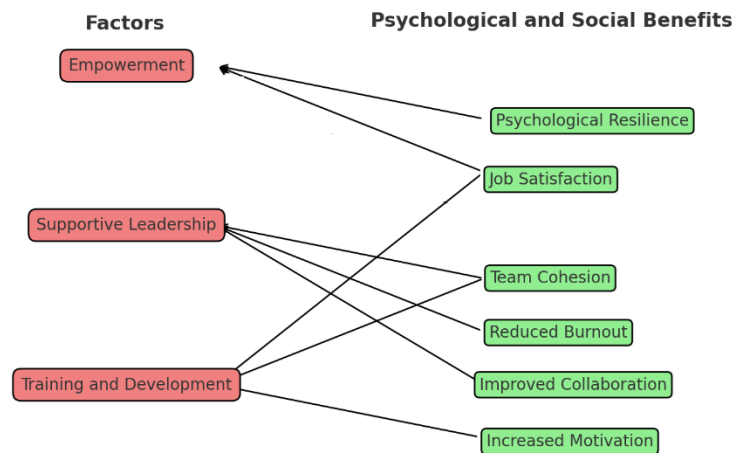 Factors
Psychological and Social Benefits
Empowerment
Psychological Resilience
Job Satisfaction
Supportive Leadership
Team Cohesion
Reduced Burnout
Training and Development
Improved Collaboration
Increased Motivation